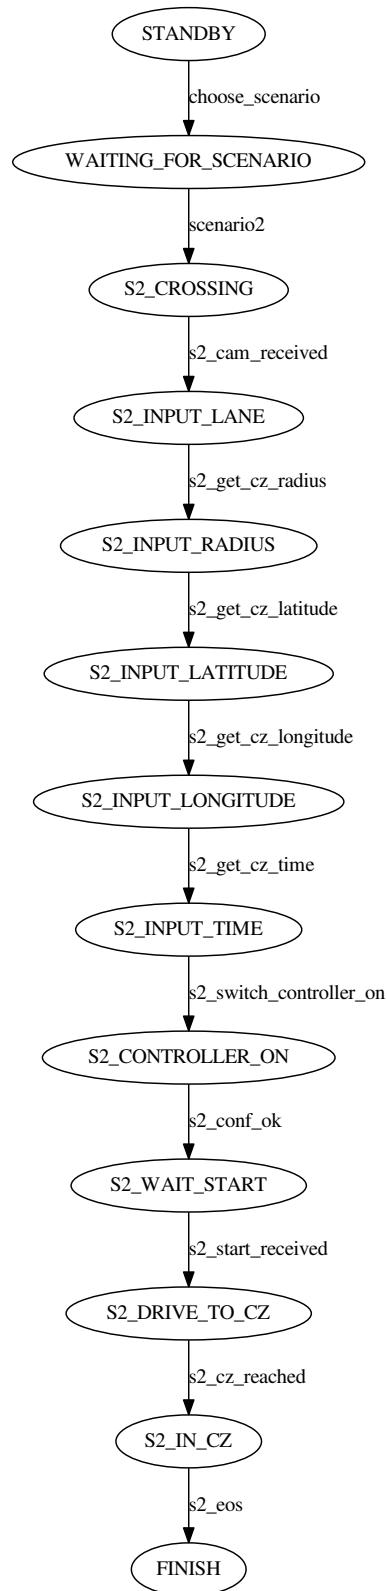 STANDBY
choose_scenario
WAITING_FOR_SCENARIO
scenario2
S2_CROSSING
s2_cam_received
S2_INPUT_LANE
s2_get_cz_radius
S2_INPUT_RADIUS
s2_get_cz_latitude
S2_INPUT_LATITUDE
s2_get_cz_longitude
S2_INPUT_LONGITUDE
s2_get_cz_time
S2_INPUT_TIME
s2_switch_controller_on
S2_CONTROLLER_ON
s2_conf_ok
S2_WAIT_START
s2_start_received
S2_DRIVE_TO_CZ
s2_cz_reached
S2_IN_CZ
s2_eos
FINISH